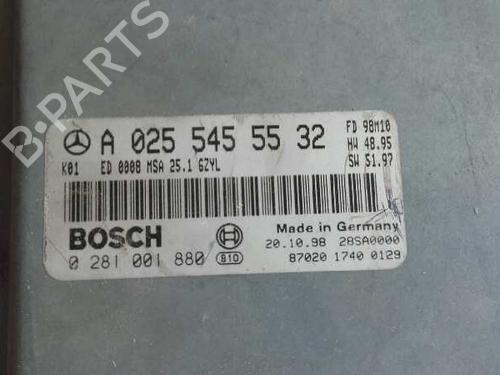 B-PARTS
A 025 545 55 32 FD 98M10
HW 48.95
K01 ED 0008 MSA 25.1 6ZYL SW 51.97
BOSCH Made in Germany
20.10.98 28SA0000
0 281 001 880 810 87020 1740 0129